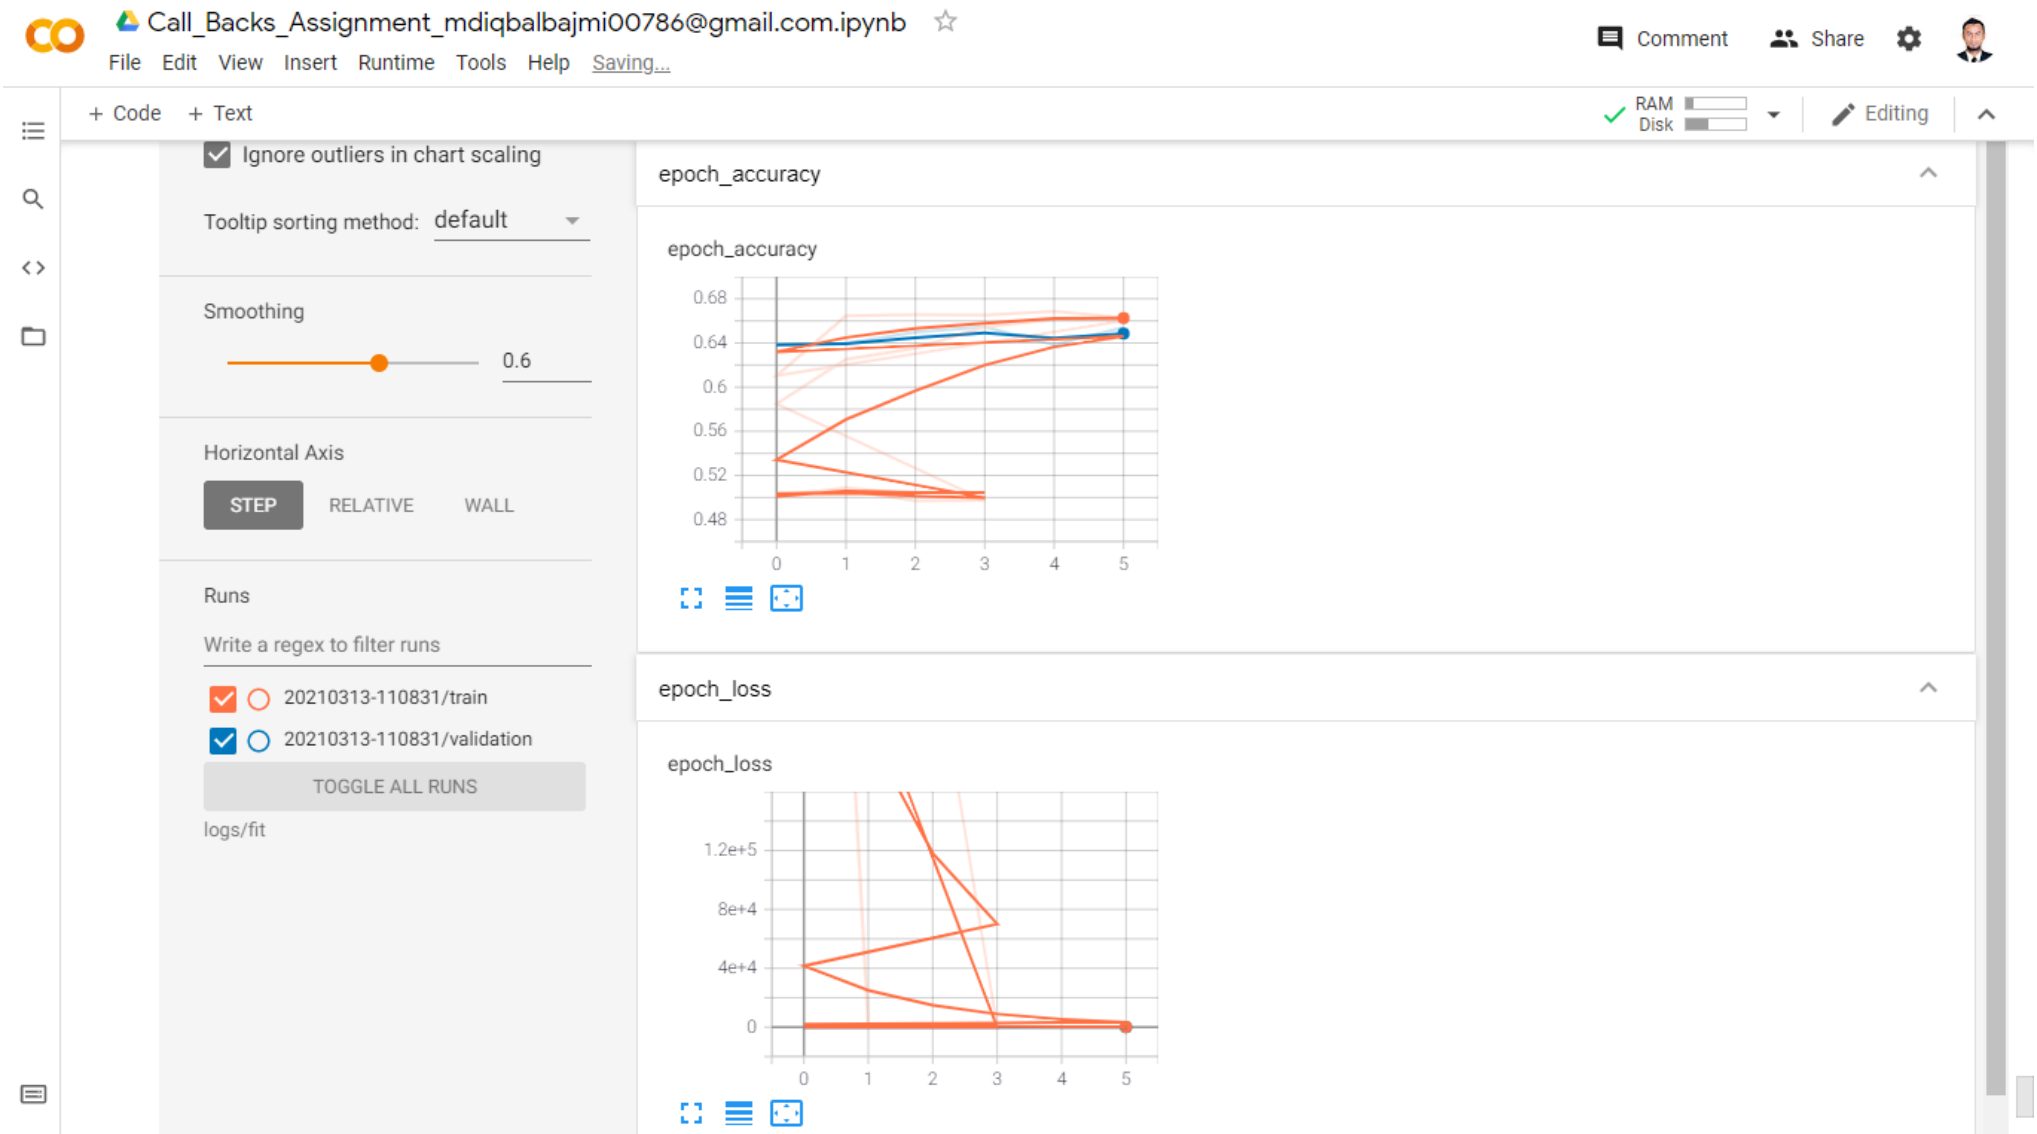 Call_Backs_Assignment_mdiqbalbajmi00786@gmail.com.ipynb
File Edit View Insert Runtime Tools Help Saving...
Comment
Share
+ Code + Text
RAM
Disk
Editing
Ignore outliers in chart scaling
Tooltip sorting method: default
Smoothing
0.6
Horizontal Axis
STEP RELATIVE WALL
Runs
Write a regex to filter runs
20210313-110831/train
20210313-110831/validation
TOGGLE ALL RUNS
logs/fit
epoch_accuracy
epoch_accuracy
0.68
0.64
0.6
0.56
0.52
0.48
0 1 2 3 4 5
epoch_loss
epoch_loss
1.2e+5
8e+4
4e+4
0
0 1 2 3 4 5